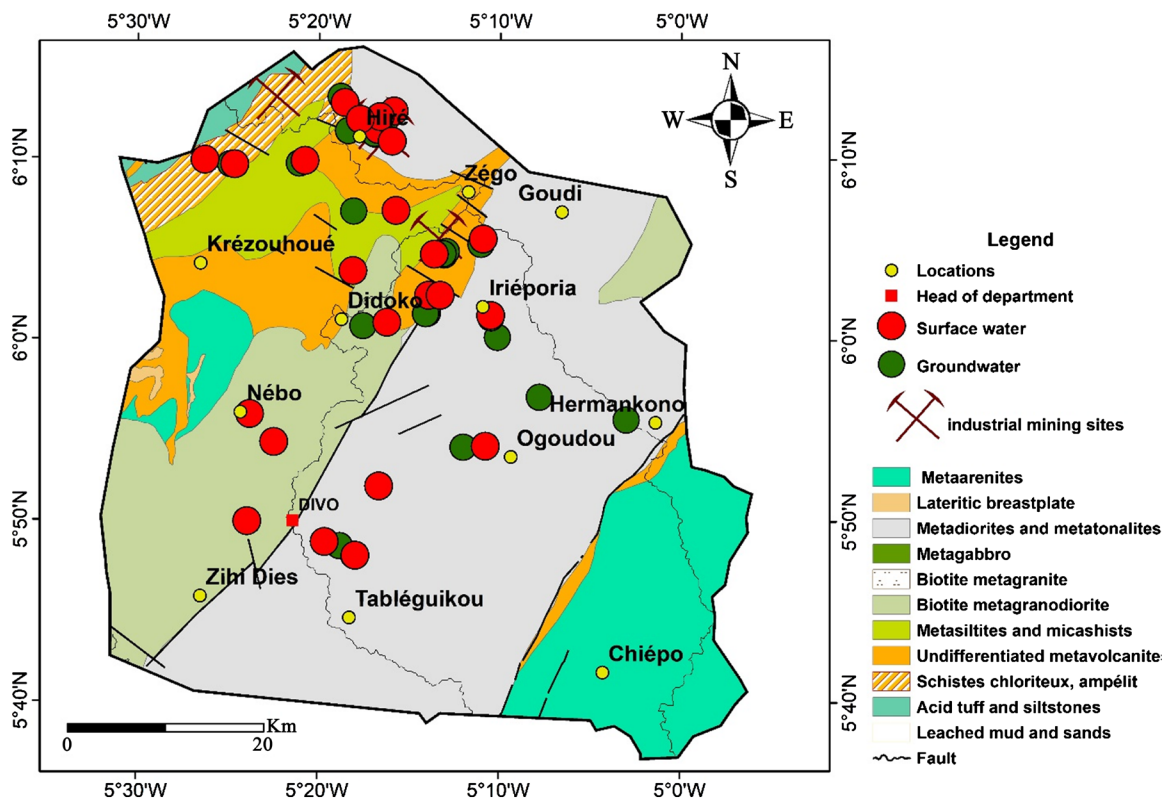 5°30'W 5°20'W 5°10'W 5°0'W
6°10'N
6°0'N
5°50'N
5°40'N
N
W E
S
Hiré
Zégo
Goudi
Krézouhoué
Iriéporia
Didoko
Nébo
Hermankono
Ogoudou
DIVO
Zihi Dies
Tabléguikou
Chiépo
Km
0 20
6°10'N
6°0'N
5°50'N
5°40'N
5°30'W 5°20'W 5°10'W 5°0'W
Legend
Locations
Head of department
Surface water
Groundwater
industrial mining sites
Metaarenites
Lateritic breastplate
Metadiorites and metatonalites
Metagabbro
Biotite metagranite
Biotite metagranodiorite
Metasiltites and micashists
Undifferentiated metavolcanites
Schistes chloriteux, ampélit
Acid tuff and siltstones
Leached mud and sands
Fault